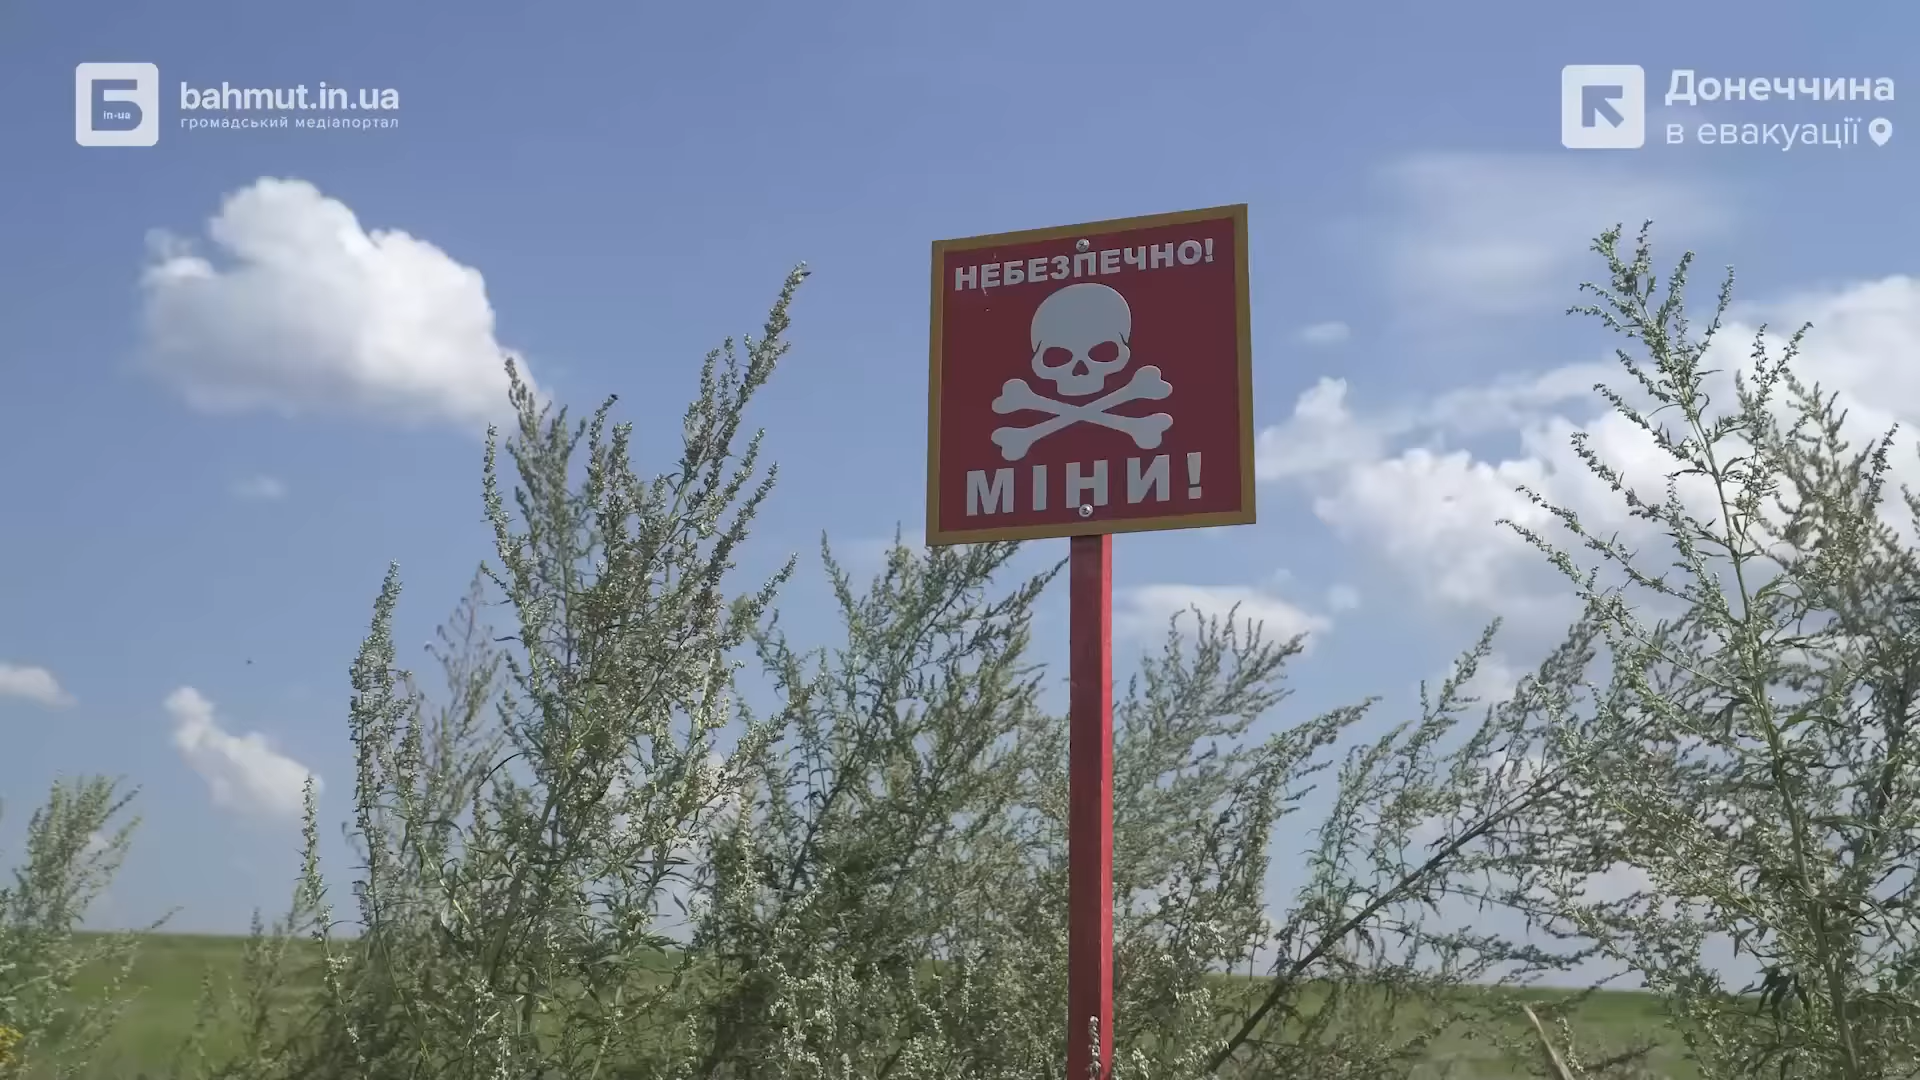 bahmut.in.ua
громадський медіапортал
in-ua
Донеччина
в евакуації
НЕБЕЗПЕЧНО!
МІНИ!